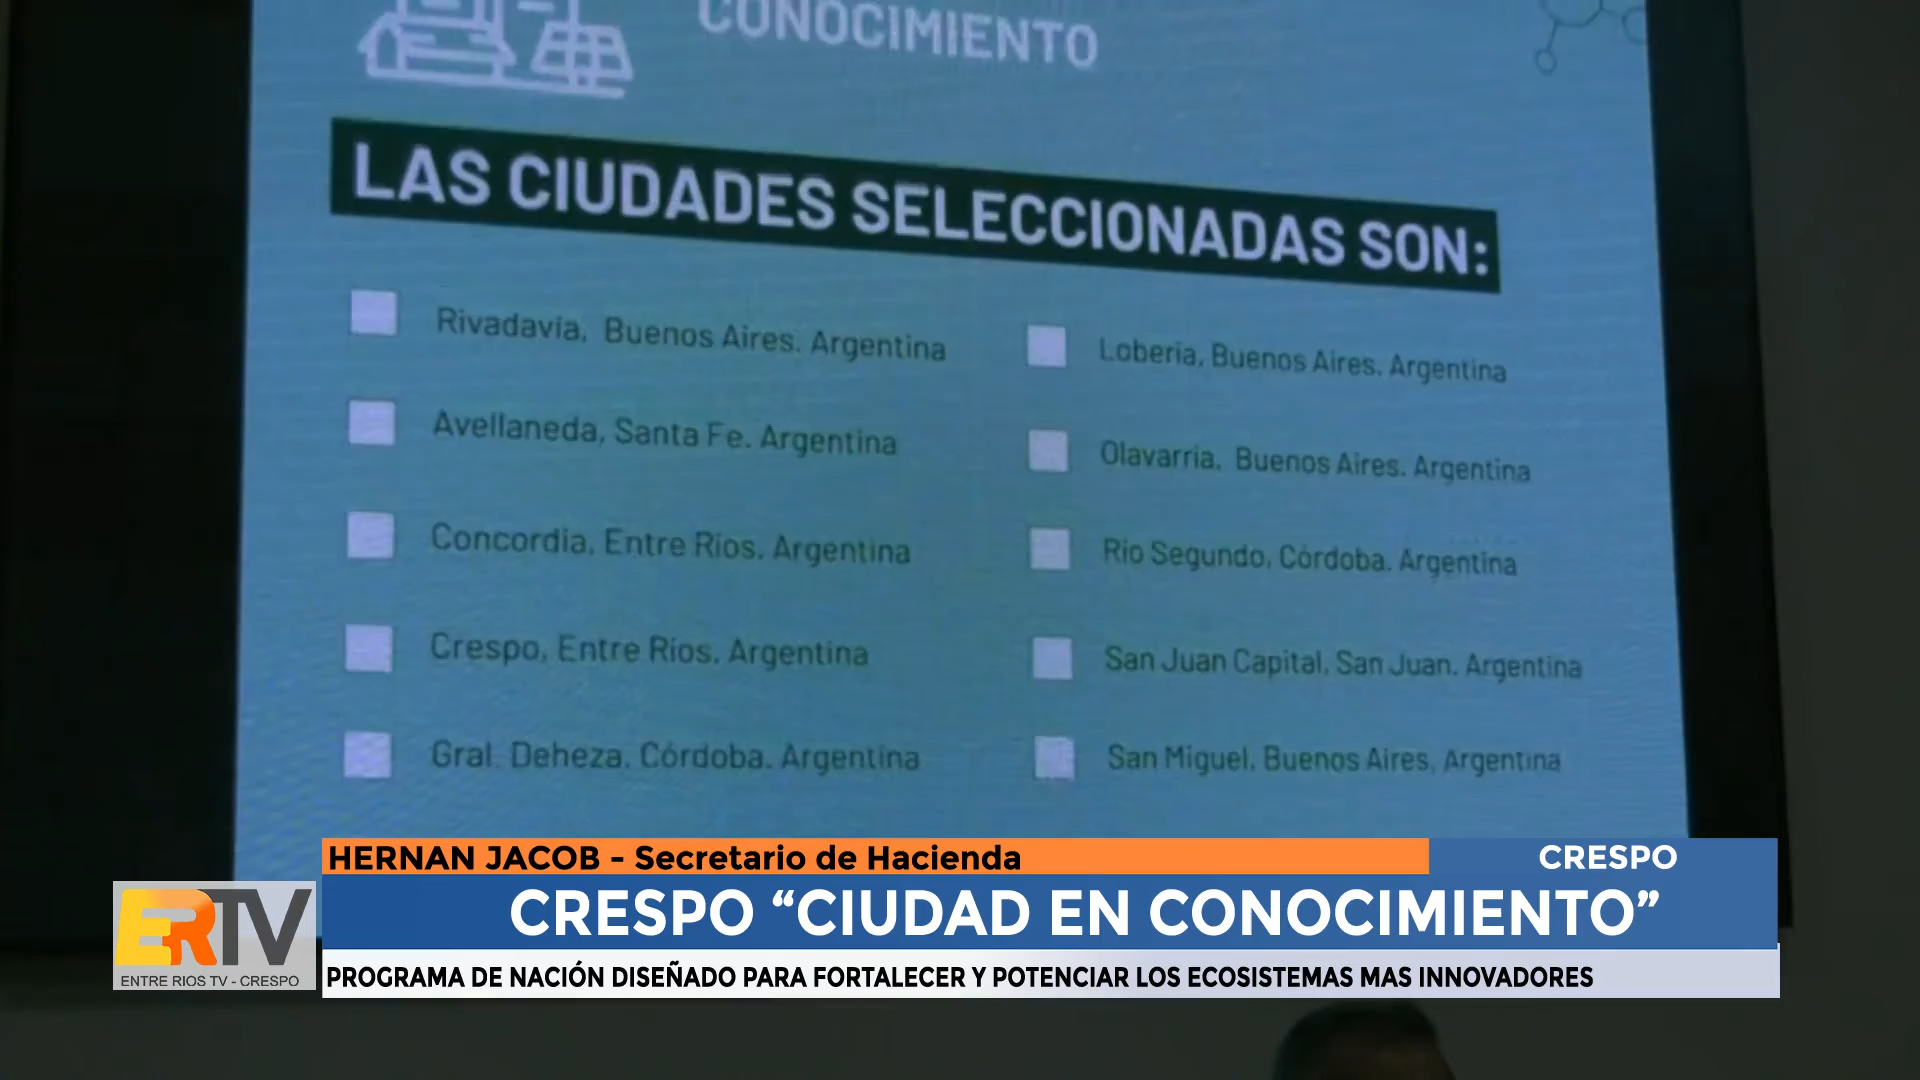 CONOCIMIENTO
LAS CIUDADES SELECCIONADAS SON:
Rivadavia, Buenos Aires. Argentina
Avellaneda, Santa Fe. Argentina
Concordia, Entre Ríos. Argentina
Crespo, Entre Ríos. Argentina
Gral. Deheza, Córdoba. Argentina
Lobería, Buenos Aires. Argentina
Olavarria, Buenos Aires. Argentina
Río Segundo, Córdoba. Argentina
San Juan Capital, San Juan. Argentina
San Miguel, Buenos Aires, Argentina
HERNAN JACOB - Secretario de Hacienda
CRESPO
CRESPO “CIUDAD EN CONOCIMIENTO”
PROGRAMA DE NACIÓN DISEÑADO PARA FORTALECER Y POTENCIAR LOS ECOSISTEMAS MAS INNOVADORES
ERTV
ENTRE RIOS TV - CRESPO